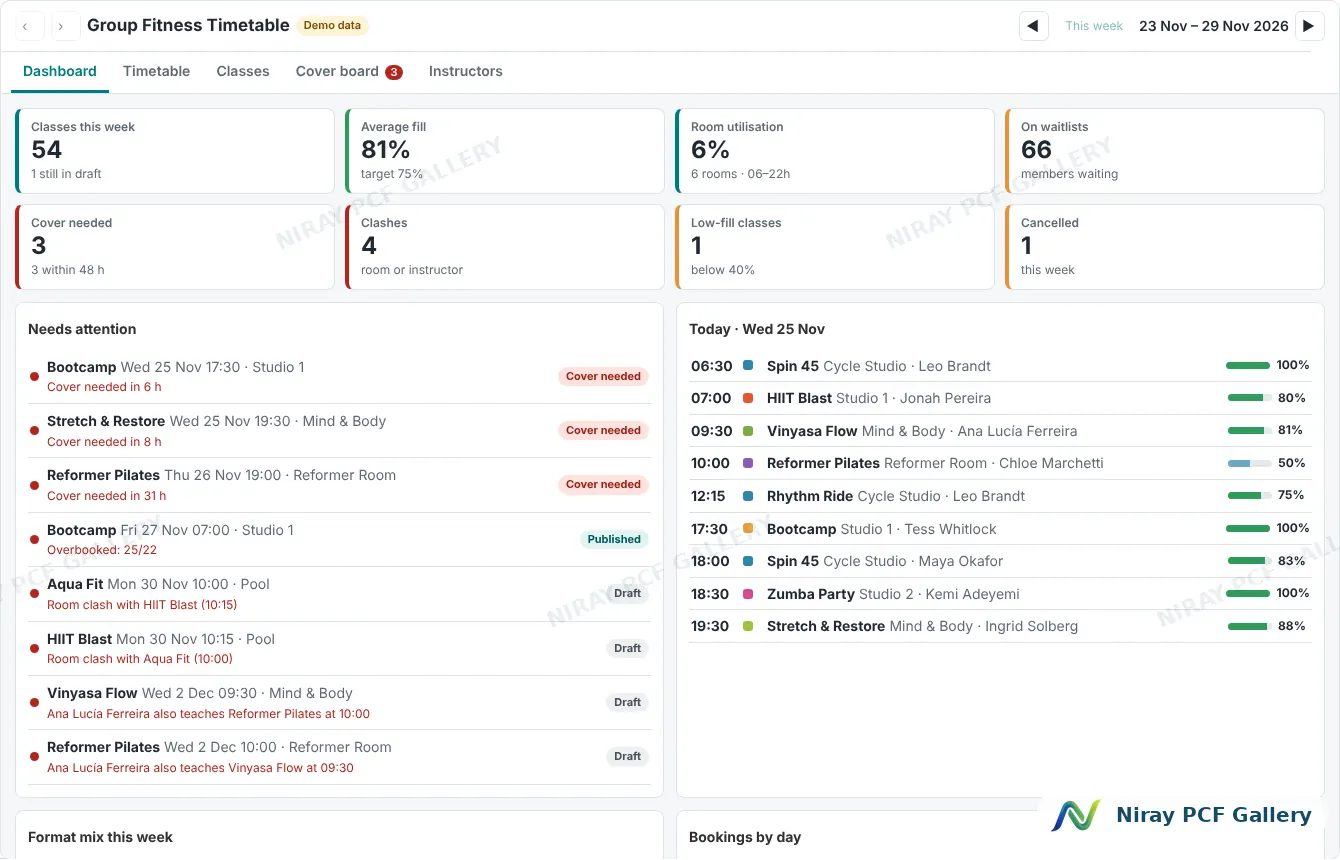 ‹ › Group Fitness Timetable Demo data ◀ This week 23 Nov – 29 Nov 2026 ▶
Dashboard Timetable Classes Cover board 3 Instructors
Classes this week
54
1 still in draft
Average fill
81%
target 75%
Room utilisation
6%
6 rooms · 06–22h
On waitlists
66
members waiting
Cover needed
3
3 within 48 h
Clashes
4
room or instructor
Low-fill classes
1
below 40%
Cancelled
1
this week
Needs attention
Bootcamp Wed 25 Nov 17:30 · Studio 1
Cover needed in 6 h
Cover needed
Stretch & Restore Wed 25 Nov 19:30 · Mind & Body
Cover needed in 8 h
Cover needed
Reformer Pilates Thu 26 Nov 19:00 · Reformer Room
Cover needed in 31 h
Cover needed
Bootcamp Fri 27 Nov 07:00 · Studio 1
Overbooked: 25/22
Published
Aqua Fit Mon 30 Nov 10:00 · Pool
Room clash with HIIT Blast (10:15)
Draft
HIIT Blast Mon 30 Nov 10:15 · Pool
Room clash with Aqua Fit (10:00)
Draft
Vinyasa Flow Wed 2 Dec 09:30 · Mind & Body
Ana Lucía Ferreira also teaches Reformer Pilates at 10:00
Draft
Reformer Pilates Wed 2 Dec 10:00 · Reformer Room
Ana Lucía Ferreira also teaches Vinyasa Flow at 09:30
Draft
Today · Wed 25 Nov
06:30 Spin 45 Cycle Studio · Leo Brandt 100%
07:00 HIIT Blast Studio 1 · Jonah Pereira 80%
09:30 Vinyasa Flow Mind & Body · Ana Lucía Ferreira 81%
10:00 Reformer Pilates Reformer Room · Chloe Marchetti 50%
12:15 Rhythm Ride Cycle Studio · Leo Brandt 75%
17:30 Bootcamp Studio 1 · Tess Whitlock 100%
18:00 Spin 45 Cycle Studio · Maya Okafor 83%
18:30 Zumba Party Studio 2 · Kemi Adeyemi 100%
19:30 Stretch & Restore Mind & Body · Ingrid Solberg 88%
Format mix this week
Bookings by day
Niray PCF Gallery
NIRAY PCF GALLERY
NIRAY PCF GALLERY
PCF GALLERY
NIRAY PCF GALLERY
NIRAY PCF GALL